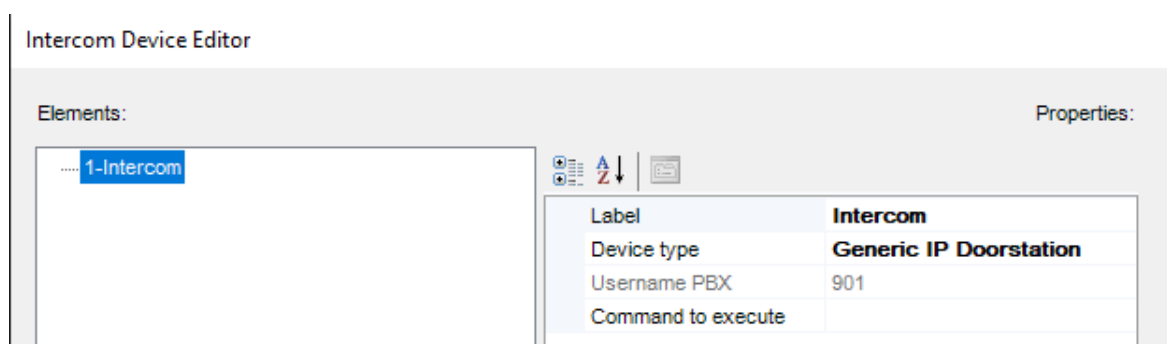 Intercom Device Editor
Elements:
Properties:
1-Intercom
A
Z
Label Intercom
Device type Generic IP Doorstation
Username PBX 901
Command to execute